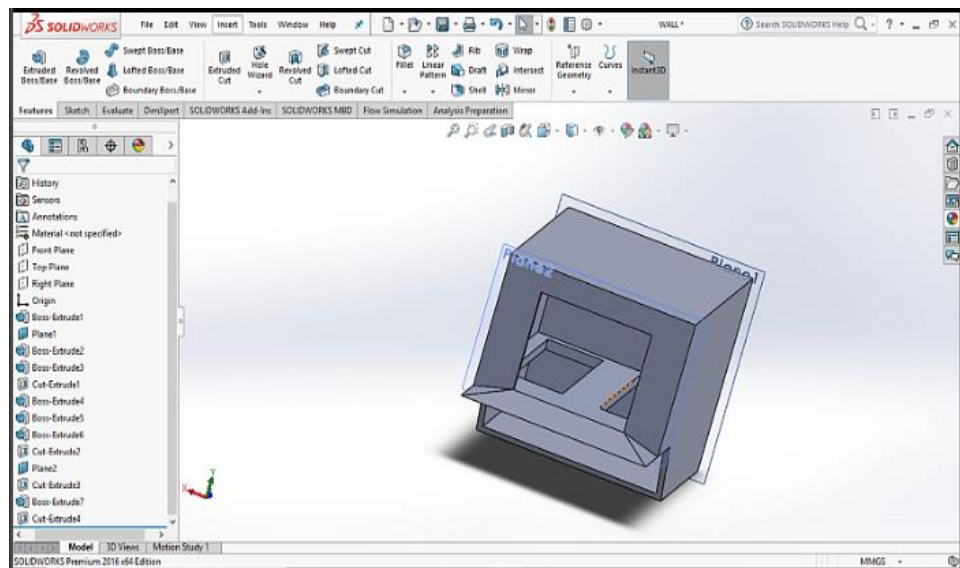 SOLIDWORKS File Edit View Insert Tools Window Help WALL * Search SOLIDWORKS Help
Extruded Boss/Base
Revolved Boss/Base
Swept Boss/Base
Lofted Boss/Base
Boundary Boss/Base
Extruded Cut
Hole Wizard
Revolved Cut
Swept Cut
Lofted Cut
Boundary Cut
Fillet
Linear Pattern
Rib
Draft
Shell
Wrap
Intersect
Mirror
Reference Geometry
Curves
Instant3D
Features Sketch Evaluate DimXpert SOLIDWORKS Add-Ins SOLIDWORKS MBD Flow Simulation Analysis Preparation
History
Sensors
Annotations
Material <not specified>
Front Plane
Top Plane
Right Plane
Origin
Boss-Extrude1
Plane1
Boss-Extrude2
Boss-Extrude3
Cut-Extrude1
Boss-Extrude4
Boss-Extrude5
Boss-Extrude6
Cut-Extrude2
Plane2
Cut-Extrude3
Boss-Extrude7
Cut-Extrude4
Plane2
Plane1
Y
X
Model 3D Views Motion Study 1
SOLIDWORKS Premium 2016 x64 Edition MMGS